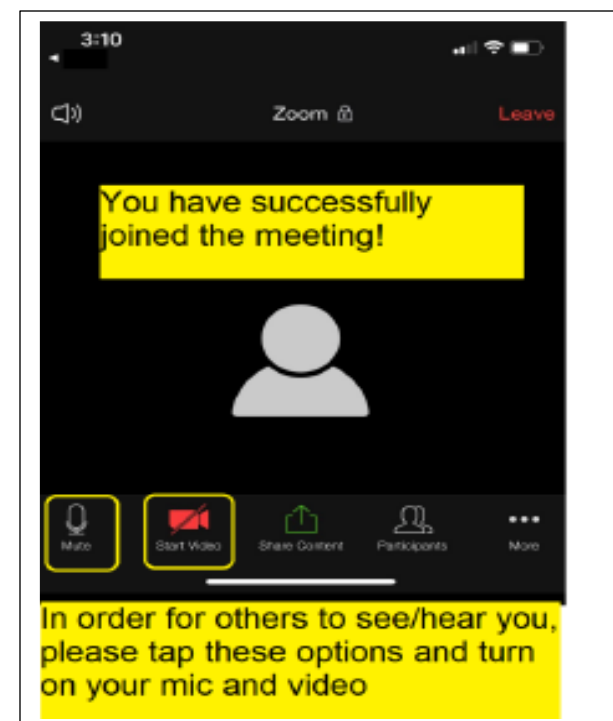 3:10
Zoom
Leave
You have successfully
joined the meeting!
Mute
Start Video
Share Content
Participants
More
In order for others to see/hear you,
please tap these options and turn
on your mic and video